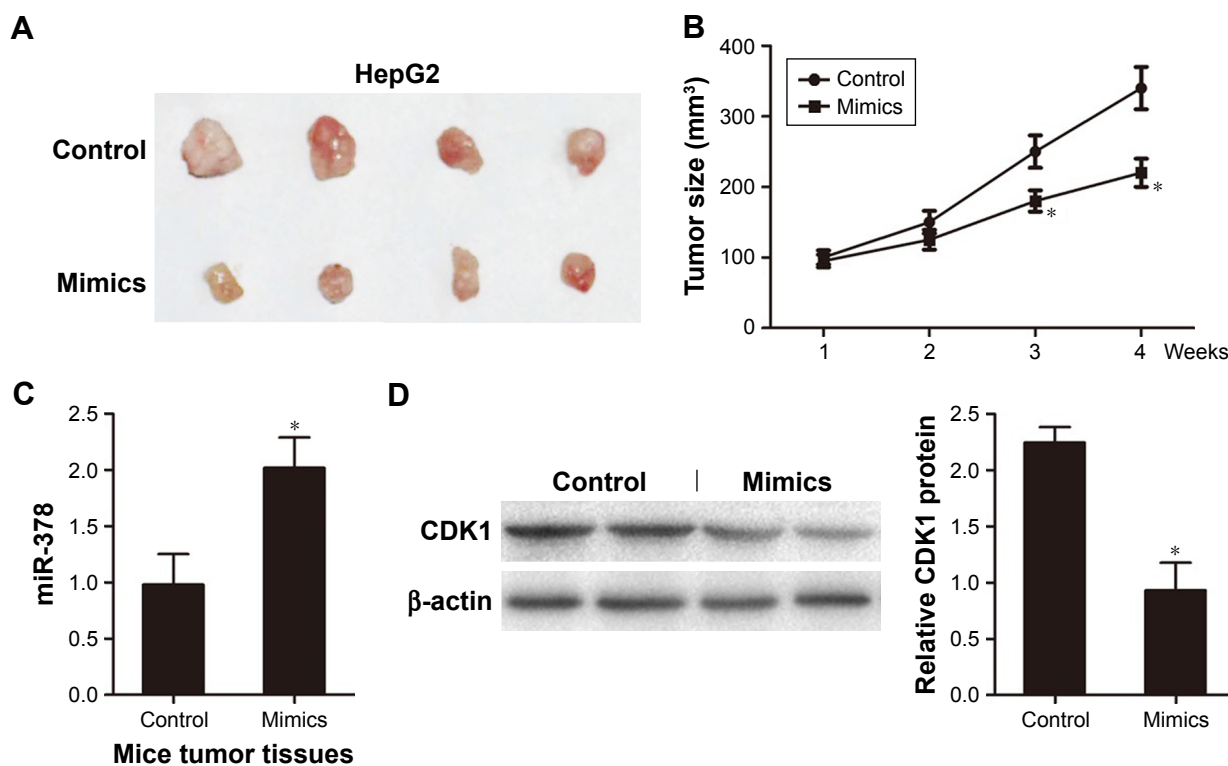 A
HepG2
Control
Mimics
B
Tumor size (mm³)
400
300
200
100
0
Control
Mimics
*
*
1 2 3 4 Weeks
C
miR-378
2.5
2.0
1.5
1.0
0.5
0.0
*
Control Mimics
Mice tumor tissues
D
Control | Mimics
CDK1
β-actin
Relative CDK1 protein
2.5
2.0
1.5
1.0
0.5
0.0
*
Control Mimics